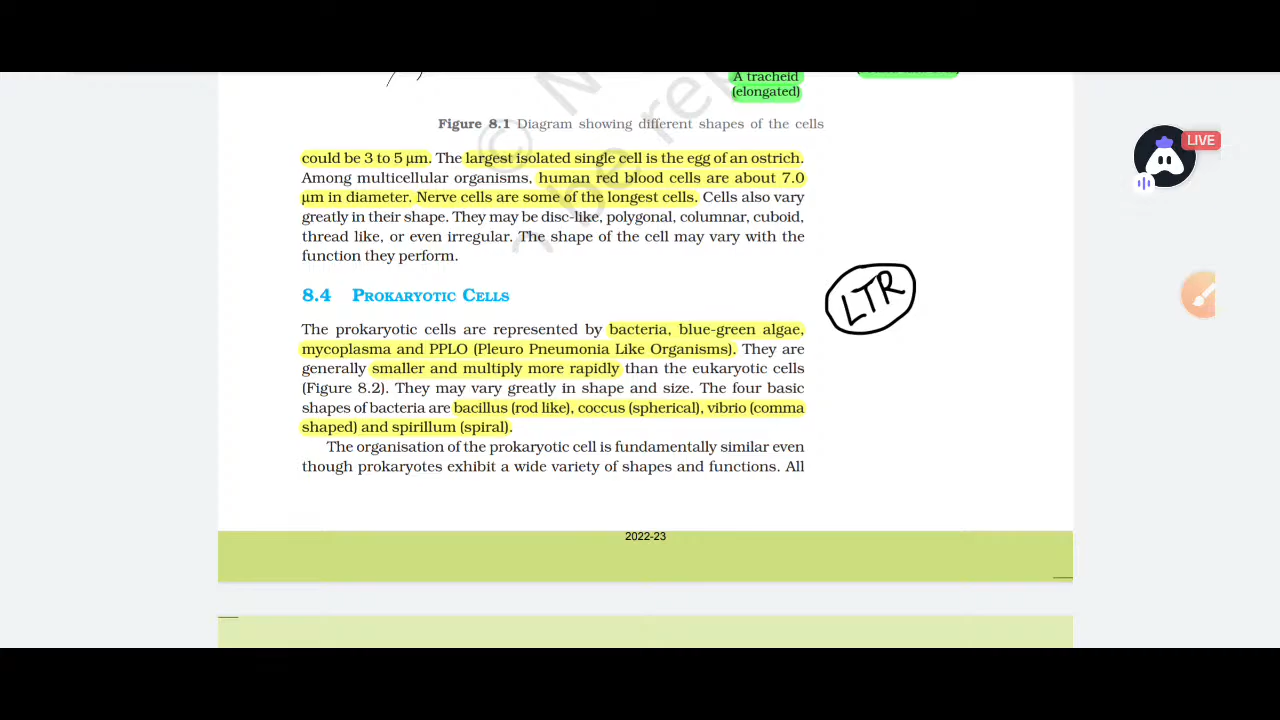 A tracheid
(elongated)
Figure 8.1 Diagram showing different shapes of the cells
could be 3 to 5 µm. The largest isolated single cell is the egg of an ostrich.
Among multicellular organisms, human red blood cells are about 7.0
µm in diameter. Nerve cells are some of the longest cells. Cells also vary
greatly in their shape. They may be disc-like, polygonal, columnar, cuboid,
thread like, or even irregular. The shape of the cell may vary with the
function they perform.
8.4 PROKARYOTIC CELLS
The prokaryotic cells are represented by bacteria, blue-green algae,
mycoplasma and PPLO (Pleuro Pneumonia Like Organisms). They are
generally smaller and multiply more rapidly than the eukaryotic cells
(Figure 8.2). They may vary greatly in shape and size. The four basic
shapes of bacteria are bacillus (rod like), coccus (spherical), vibrio (comma
shaped) and spirillum (spiral).
The organisation of the prokaryotic cell is fundamentally similar even
though prokaryotes exhibit a wide variety of shapes and functions. All
2022-23
LIVE
LTR